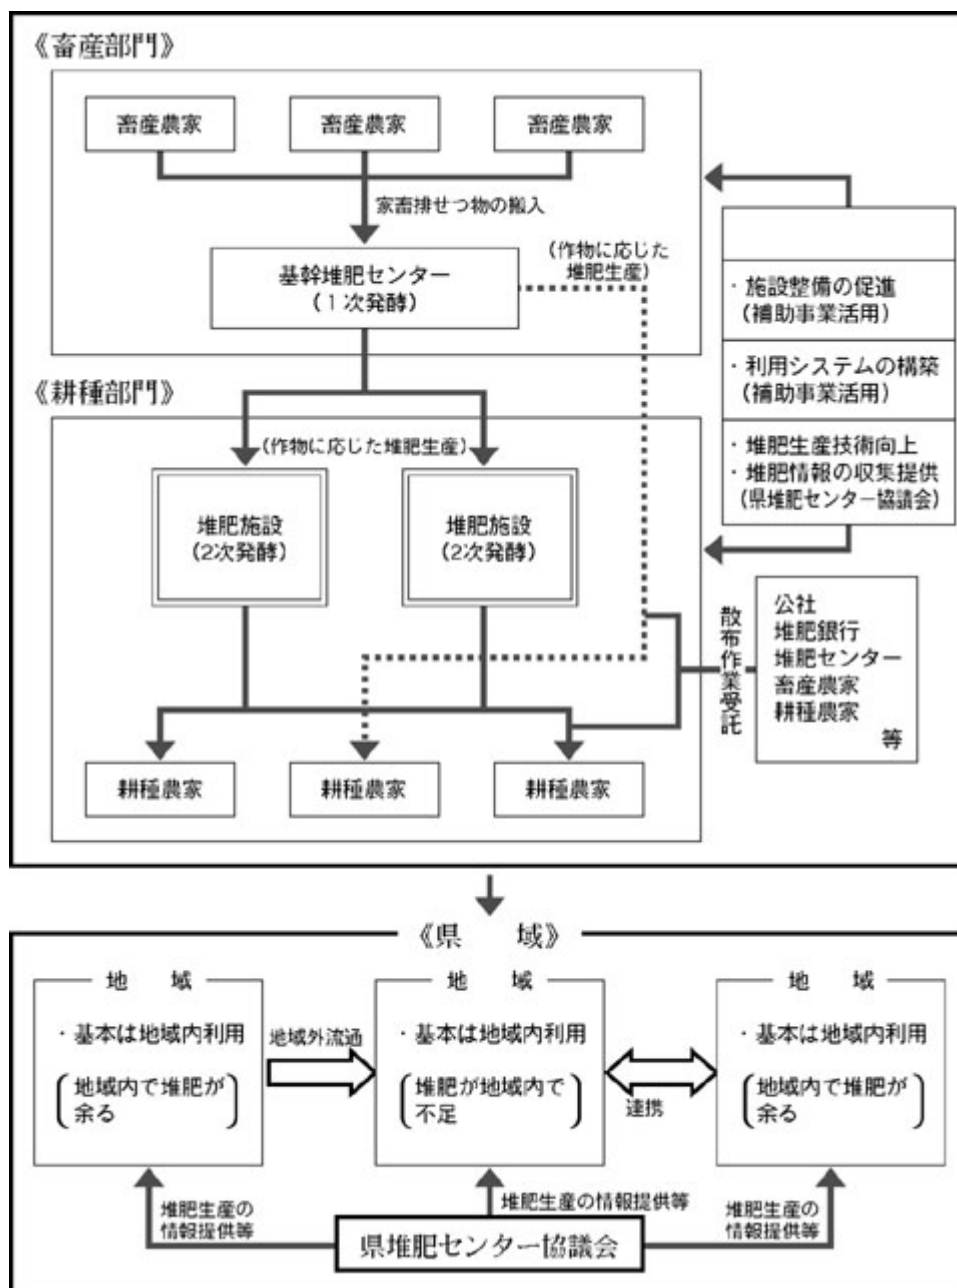 《畜産部門》
畜産農家
畜産農家
畜産農家
家畜排せつ物の搬入
基幹堆肥センター
(1次発酵)
(作物に応じた
堆肥生産)
・施設整備の促進
(補助事業活用)
・利用システムの構築
(補助事業活用)
・堆肥生産技術向上
・堆肥情報の収集提供
(県堆肥センター協議会)
《耕種部門》
(作物に応じた堆肥生産)
堆肥施設
(2次発酵)
堆肥施設
(2次発酵)
散布作業受託
公社
堆肥銀行
堆肥センター
畜産農家
耕種農家
等
耕種農家
耕種農家
耕種農家
《県 域》
地 域
・基本は地域内利用
地域内で堆肥が
余る
地域外流通
地 域
・基本は地域内利用
堆肥が地域内で
不足
連携
地 域
・基本は地域内利用
地域内で堆肥が
余る
堆肥生産の
情報提供等
堆肥生産の情報提供等
堆肥生産の
情報提供等
県堆肥センター協議会